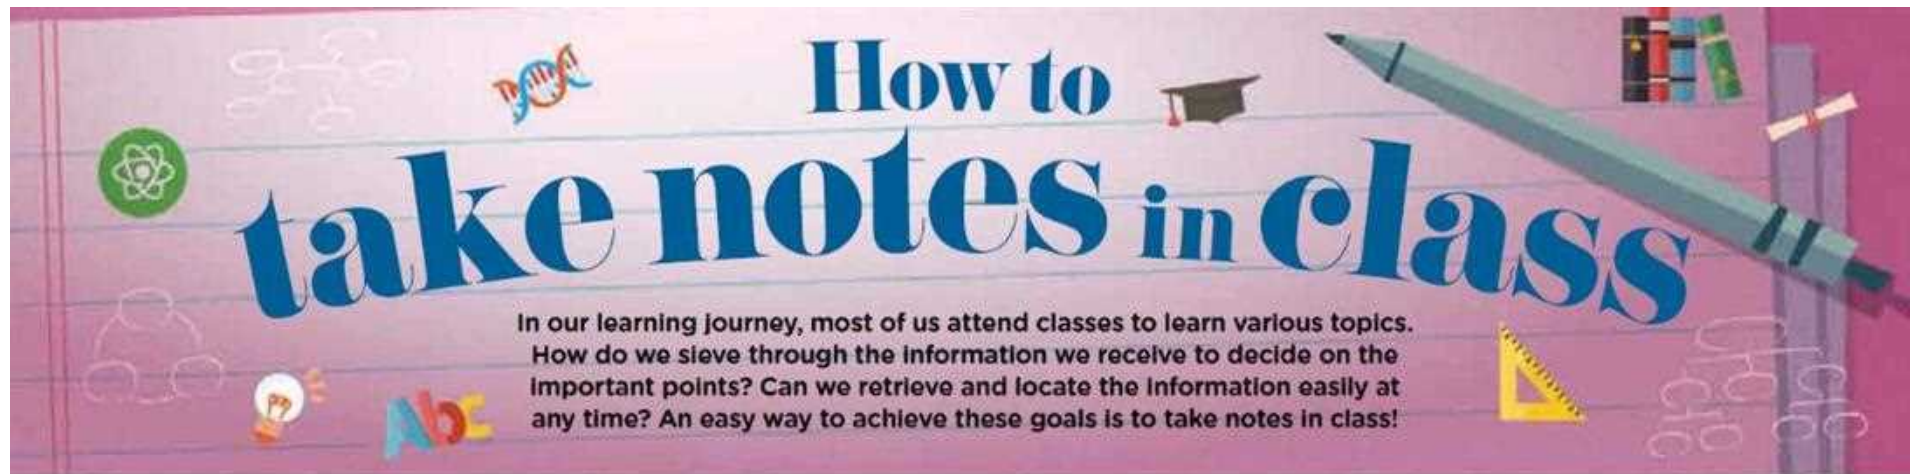 How to
take notes in class
In our learning journey, most of us attend classes to learn various topics.
How do we sieve through the information we receive to decide on the
important points? Can we retrieve and locate the information easily at
any time? An easy way to achieve these goals is to take notes in class!
Abc